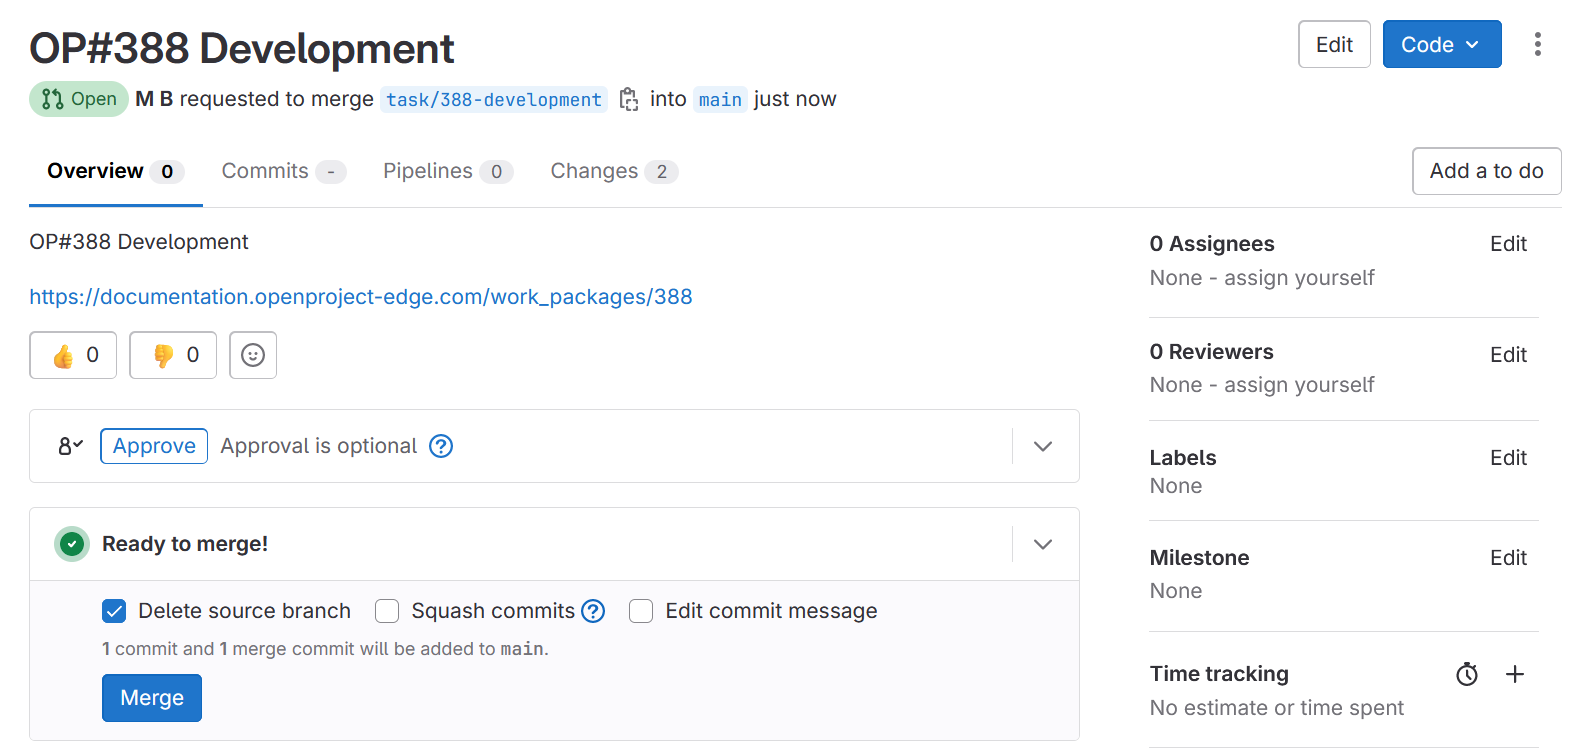 OP#388 Development
Edit
Code
Open M B requested to merge task/388-development into main just now
Overview 0 Commits - Pipelines 0 Changes 2
Add a to do
OP#388 Development
https://documentation.openproject-edge.com/work_packages/388
0 0
Approve Approval is optional ?
Ready to merge!
Delete source branch Squash commits ? Edit commit message
1 commit and 1 merge commit will be added to main.
Merge
0 Assignees Edit
None - assign yourself
0 Reviewers Edit
None - assign yourself
Labels Edit
None
Milestone Edit
None
Time tracking
No estimate or time spent